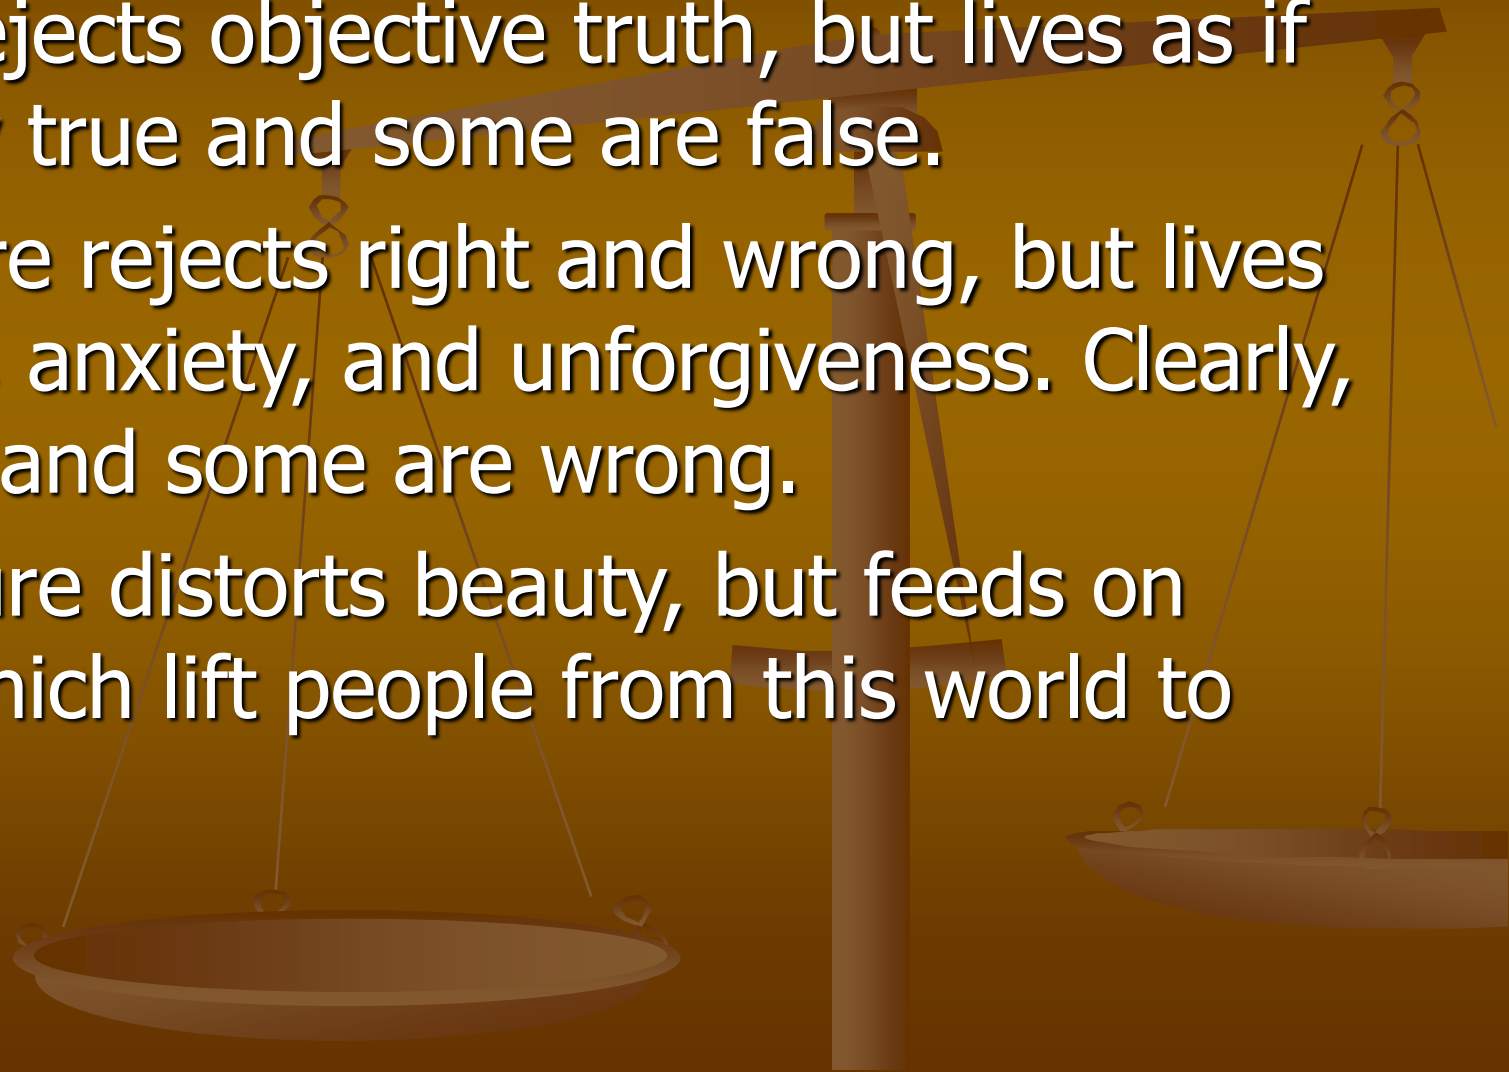 ejects objective truth, but lives as if
true and some are false.
re rejects right and wrong, but lives
anxiety, and unforgiveness. Clearly,
and some are wrong.
ure distorts beauty, but feeds on
hich lift people from this world to